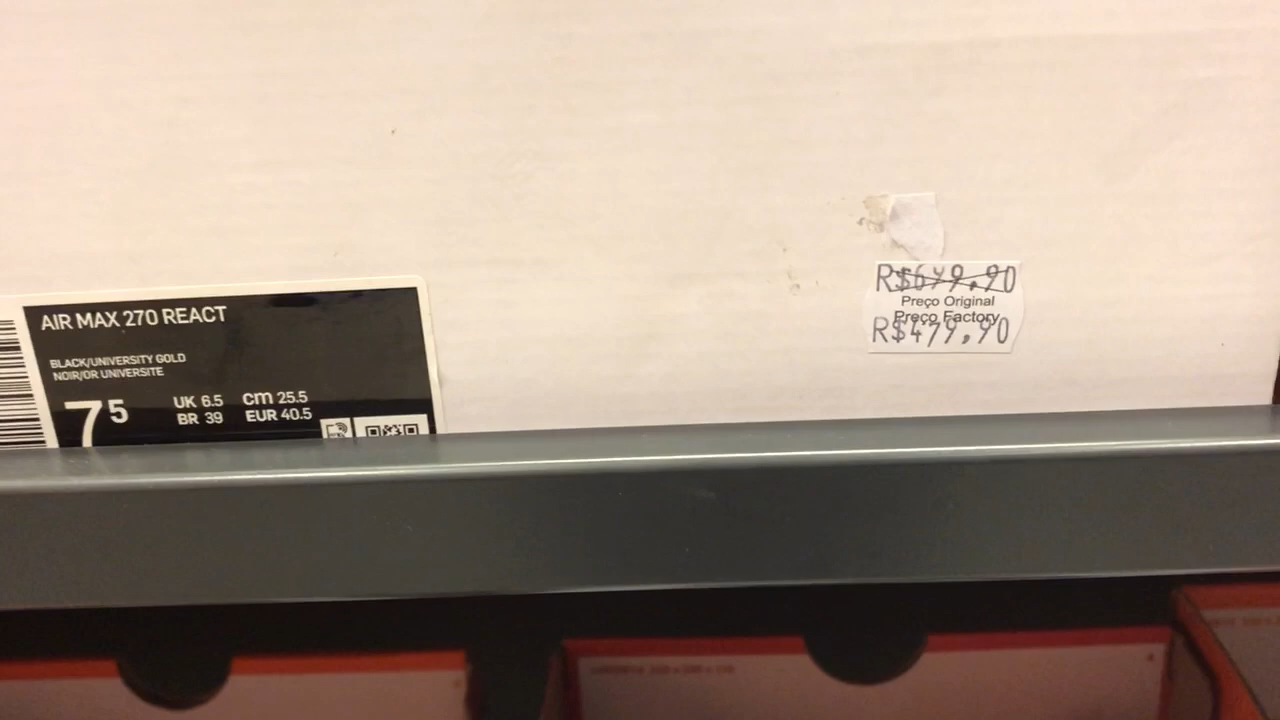 AIR MAX 270 REACT
BLACK/UNIVERSITY GOLD
NOIR/OR UNIVERSITE
7 5
UK 6.5 cm 25.5
BR 39 EUR 40.5
R$699,90
Preço Original
Preço Factory
R$479,90